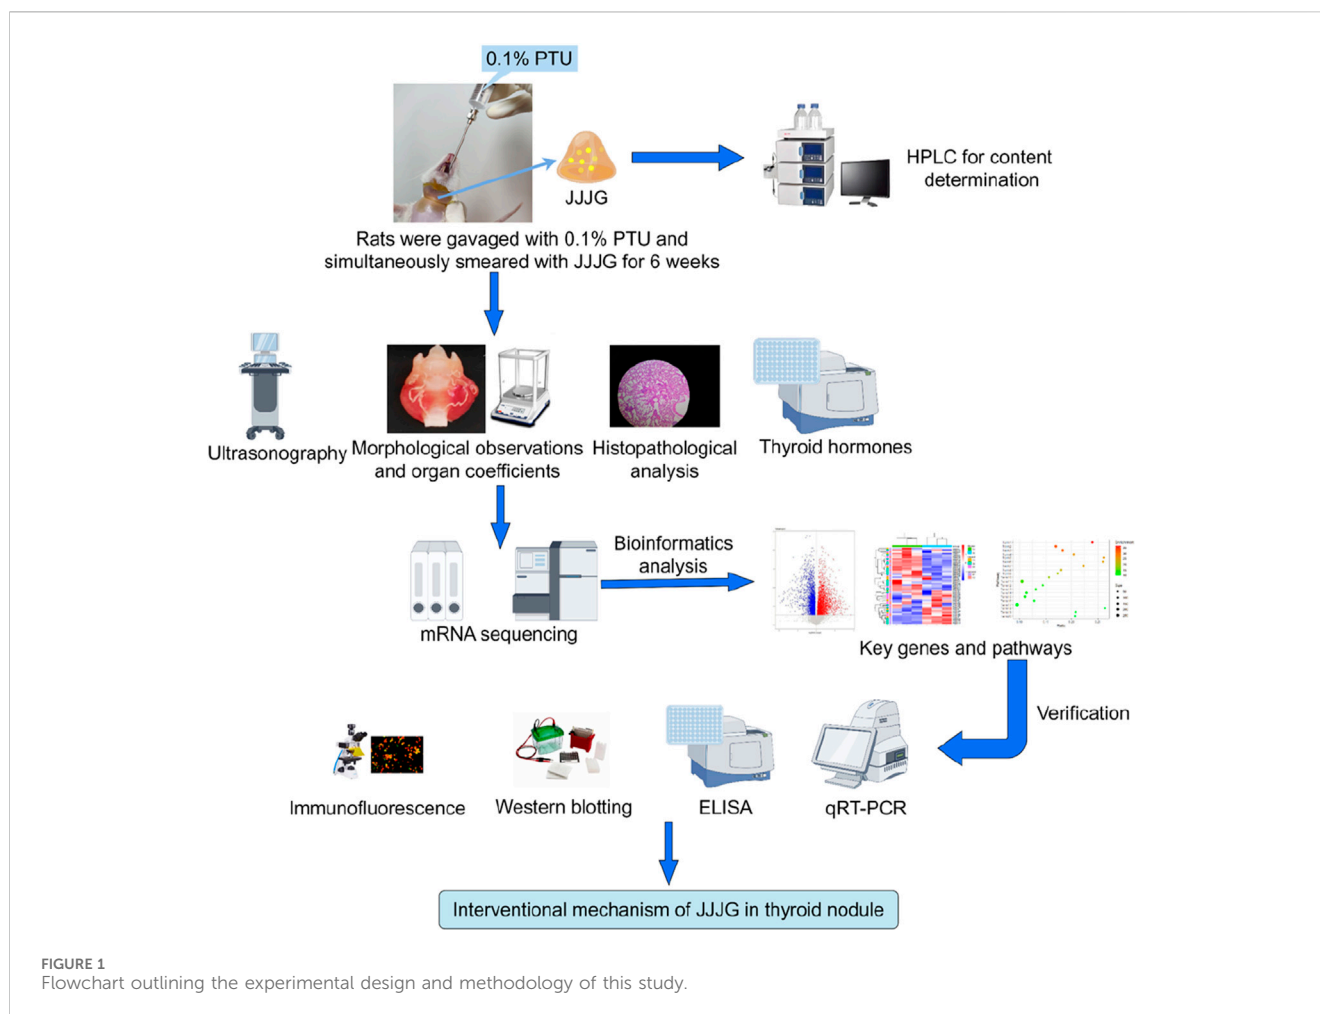 0.1% PTU
JJJG
HPLC for content
determination
Rats were gavaged with 0.1% PTU and
simultaneously smeared with JJJG for 6 weeks
Ultrasonography
Morphological observations
and organ coefficients
Histopathological
analysis
Thyroid hormones
mRNA sequencing
Bioinformatics
analysis
Key genes and pathways
Verification
Immunofluorescence
Western blotting
ELISA
qRT-PCR
Interventional mechanism of JJJG in thyroid nodule
FIGURE 1
Flowchart outlining the experimental design and methodology of this study.